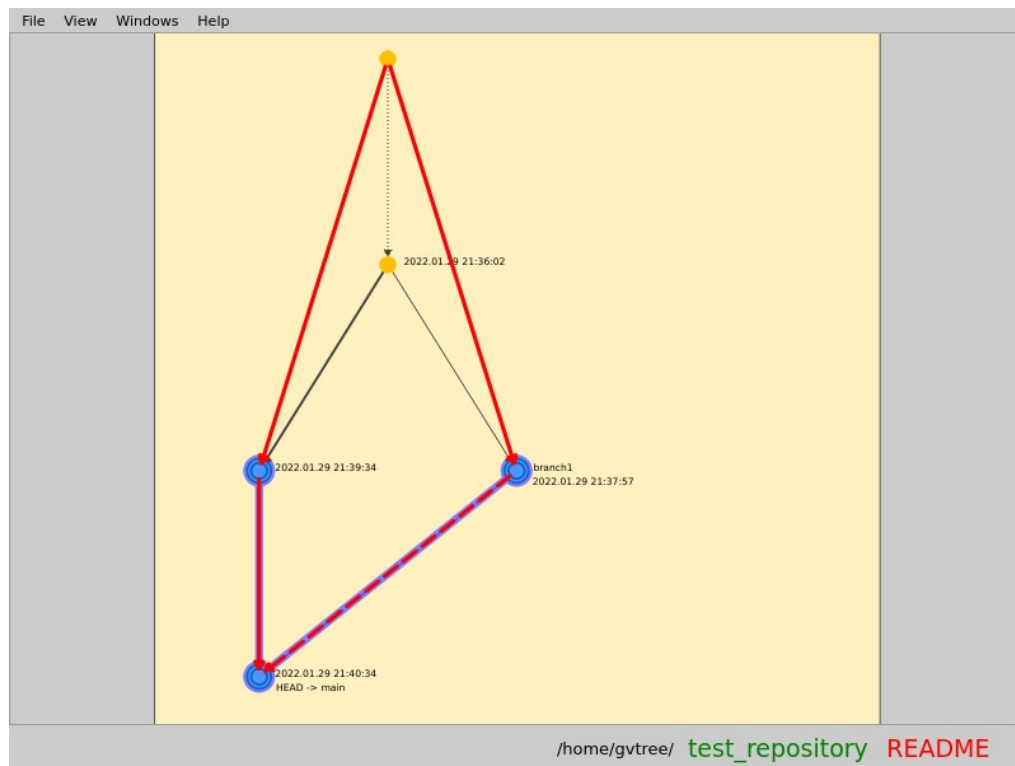 File View Windows Help
2022.01.29 21:36:02
2022.01.29 21:39:34
branch1
2022.01.29 21:37:57
2022.01.29 21:40:34
HEAD -> main
/home/gvtree/ test_repository README